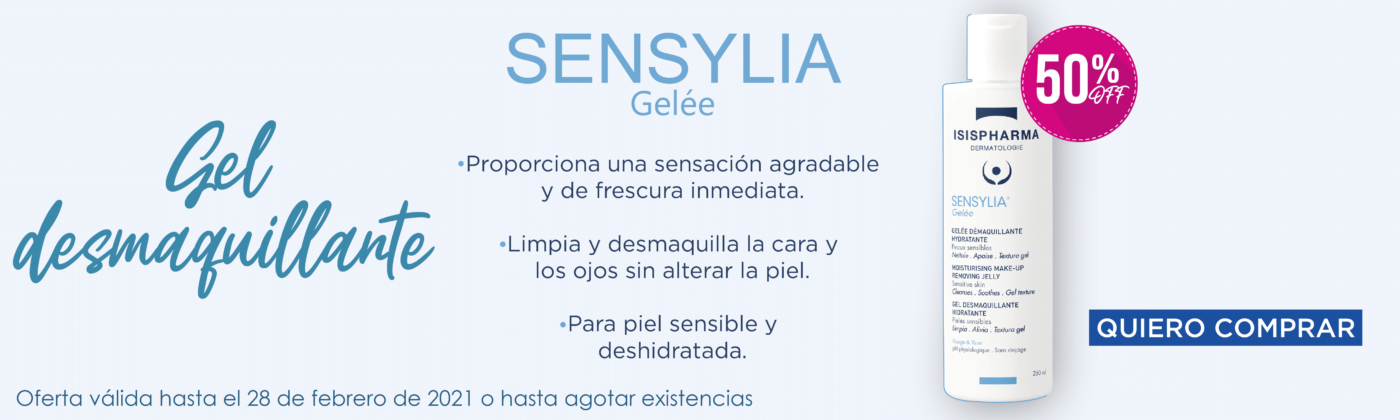 Gel
desmaquillante
SENSYLIA
Gelée
•Proporciona una sensación agradable
y de frescura inmediata.
•Limpia y desmaquilla la cara y
los ojos sin alterar la piel.
•Para piel sensible y
deshidratada.
Oferta válida hasta el 28 de febrero de 2021 o hasta agotar existencias
50%
OFF
ISISPHARMA
DERMATOLOGIE
SENSYLIA®
Gelée
GELÉE DÉMAQUILLANTE
HYDRATANTE
Peaux sensibles
Nettoie . Apaise . Texture gel
MOISTURISING MAKE-UP
REMOVING JELLY
Sensitive skin
Cleanses . Soothes . Gel texture
GEL DESMAQUILLANTE
HIDRATANTE
Pieles sensibles
Limpia . Alivia . Textura gel
Visage & Yeux
pH physiologique . Sans rinçage
250 ml
QUIERO COMPRAR